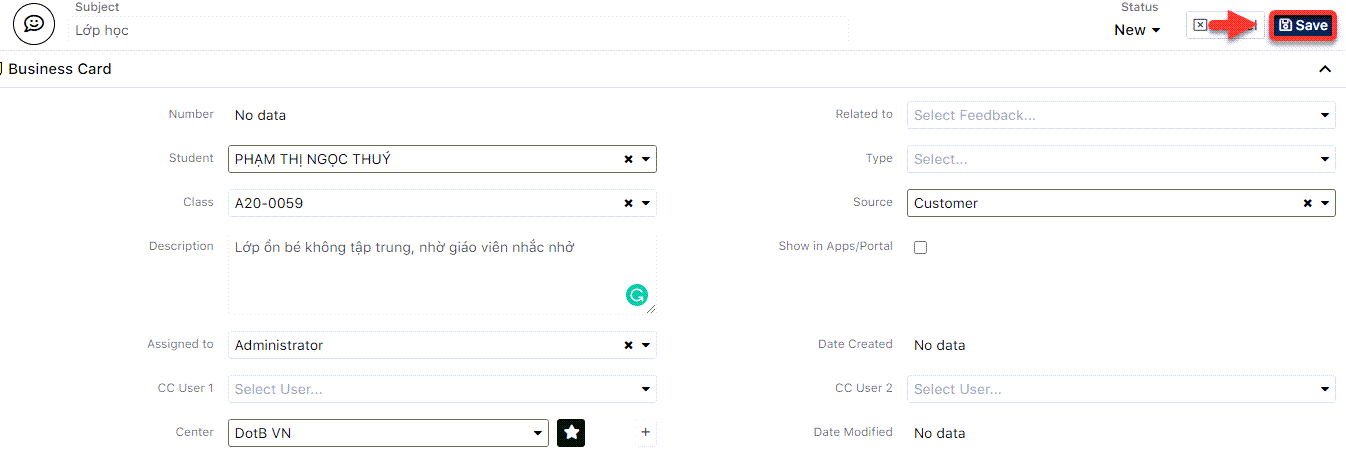 Subject
Status
Lớp học
New
Save
Business Card
Number
No data
Related to
Select Feedback...
Student
PHẠM THỊ NGỌC THUÝ
Type
Select...
Class
A20-0059
Source
Customer
Description
Lớp ồn bé không tập trung, nhờ giáo viên nhắc nhở
Show in Apps/Portal
Assigned to
Administrator
Date Created
No data
CC User 1
Select User...
CC User 2
Select User...
Center
DotB VN
Date Modified
No data